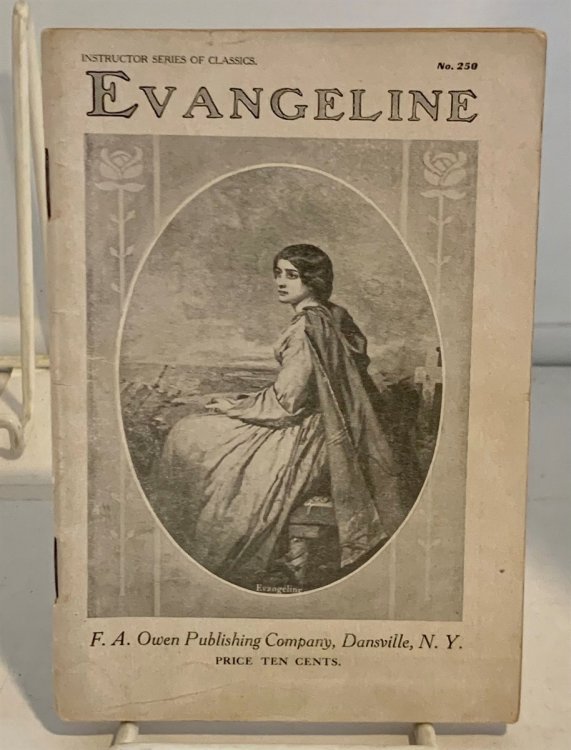 INSTRUCTOR SERIES OF CLASSICS.
No. 250
EVANGELINE
Evangeline
F. A. Owen Publishing Company, Dansville, N. Y.
PRICE TEN CENTS.